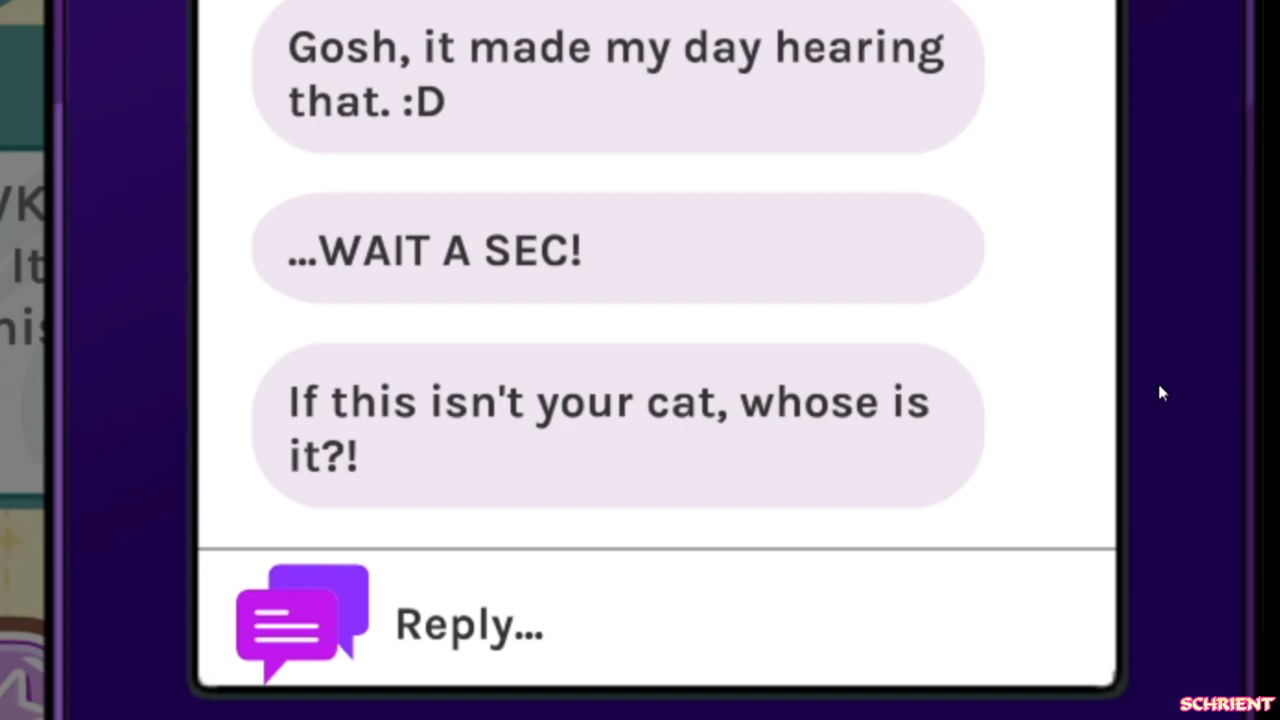 Gosh, it made my day hearing
that. :D
...WAIT A SEC!
If this isn't your cat, whose is
it?!
Reply...
It
SCHRIENT